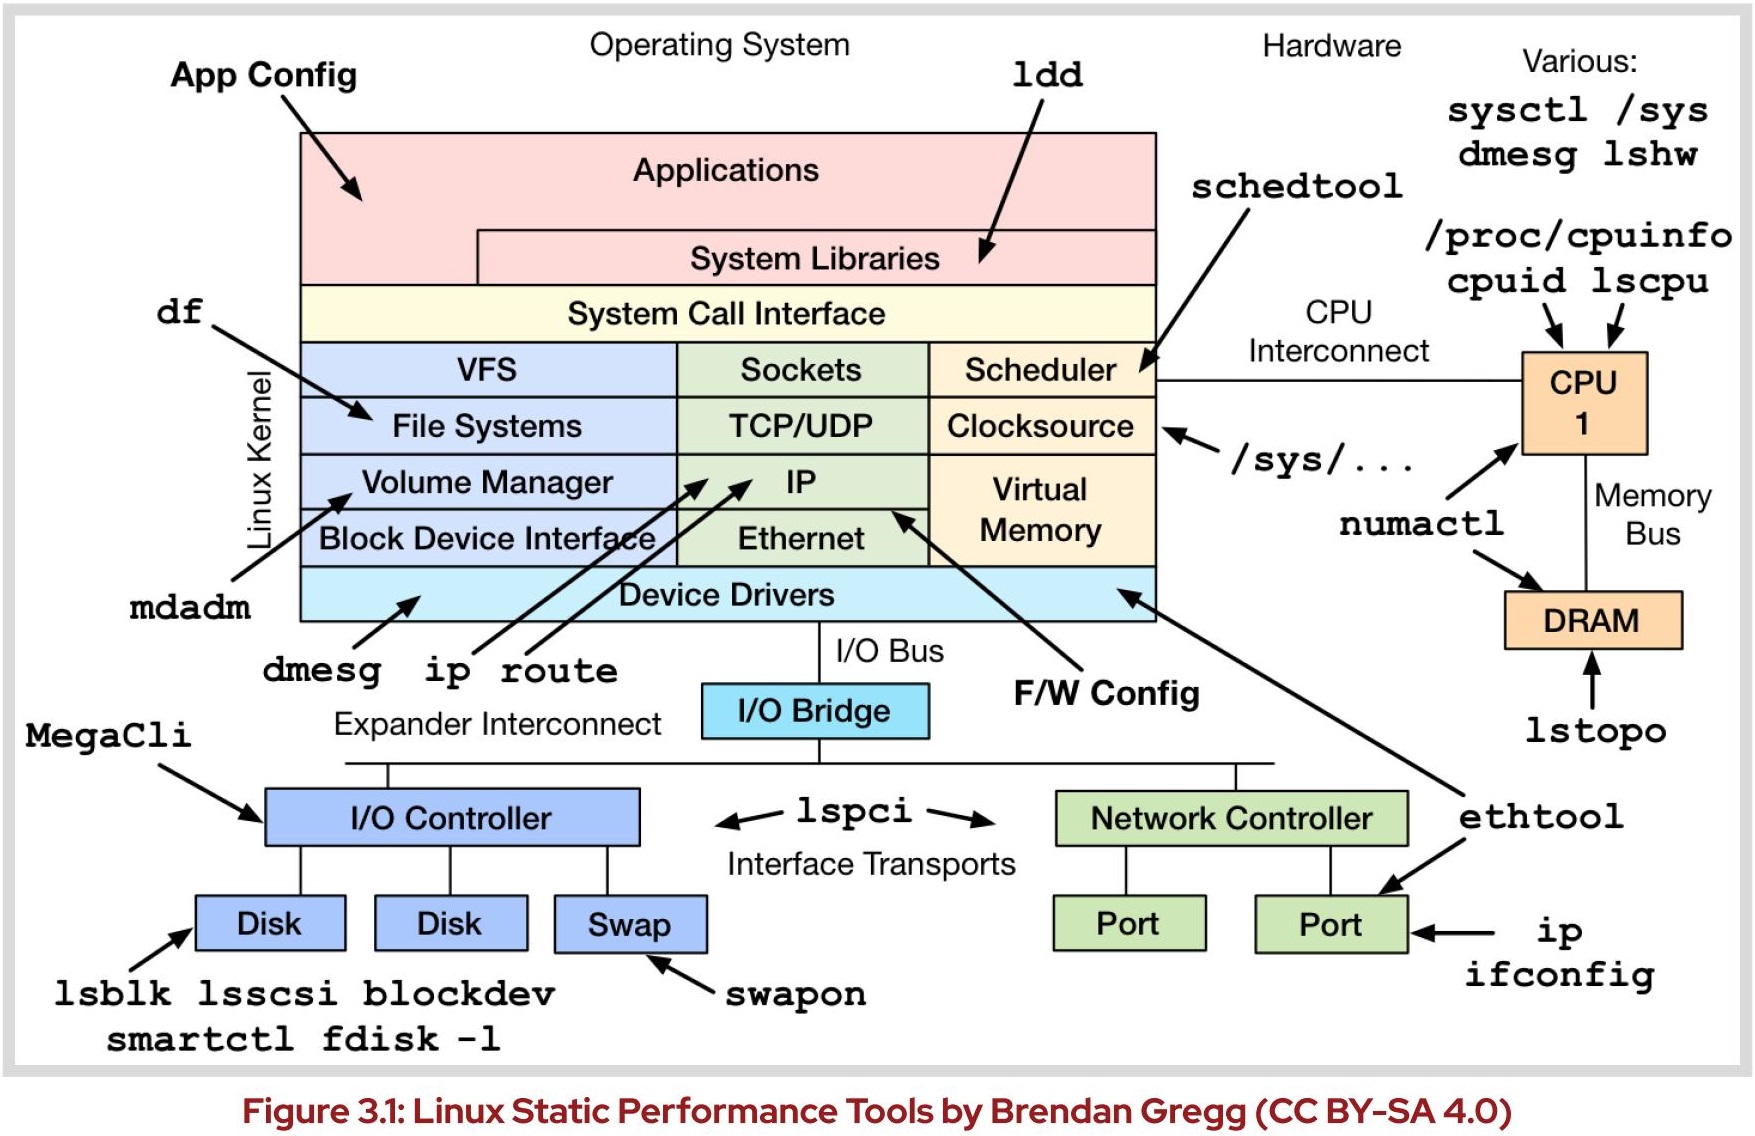 Operating System
Hardware
Various:
App Config
ldd
sysctl /sys
dmesg lshw
Applications
schedtool
/proc/cpuinfo
cpuid lscpu
System Libraries
df
System Call Interface
CPU
Interconnect
Linux Kernel
VFS
Sockets
Scheduler
CPU
1
File Systems
TCP/UDP
Clocksource
/sys/...
Volume Manager
IP
Virtual
Memory
numactl
Memory
Bus
Block Device Interface
Ethernet
mdadm
Device Drivers
DRAM
dmesg
ip
route
I/O Bus
F/W Config
MegaCli
Expander Interconnect
I/O Bridge
lstopo
I/O Controller
lspci
Network Controller
ethtool
Interface Transports
Disk
Disk
Swap
Port
Port
ip
ifconfig
lsblk lsscsi blockdev
smartctl fdisk -l
swapon
Figure 3.1: Linux Static Performance Tools by Brendan Gregg (CC BY-SA 4.0)